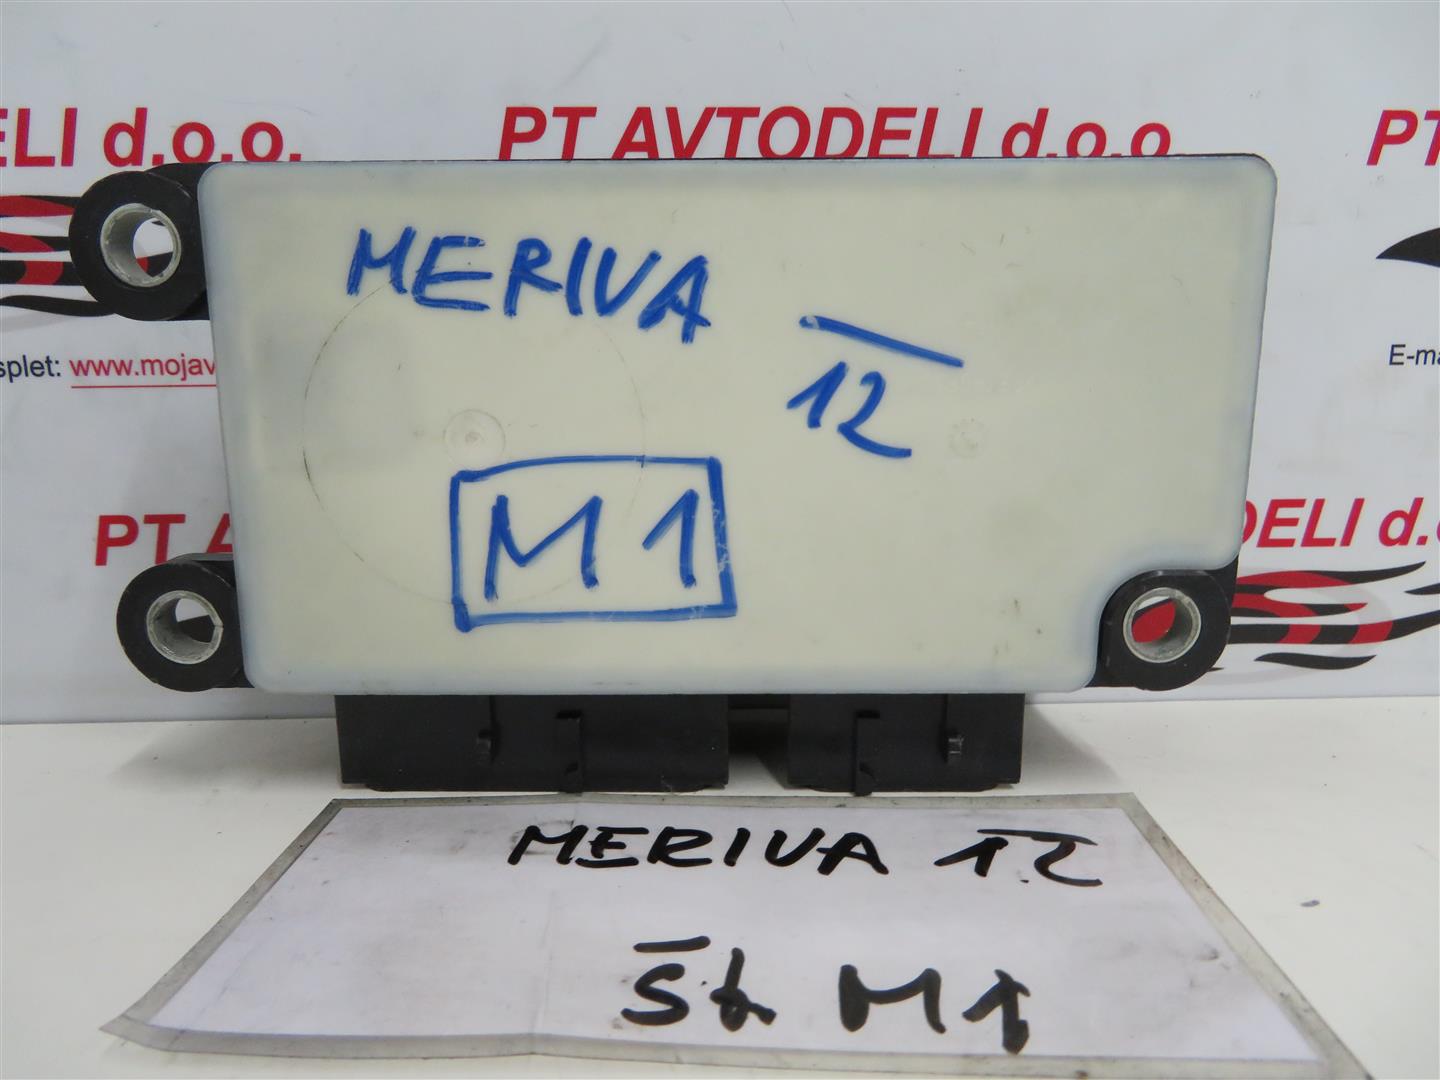 ELI d.o.o.
PT AVTODELI d.o.o
PT
MERIVA
12
splet: www.mojav
E-ma
M1
PT A
DELI d.o
MERIVA 12
Št M1